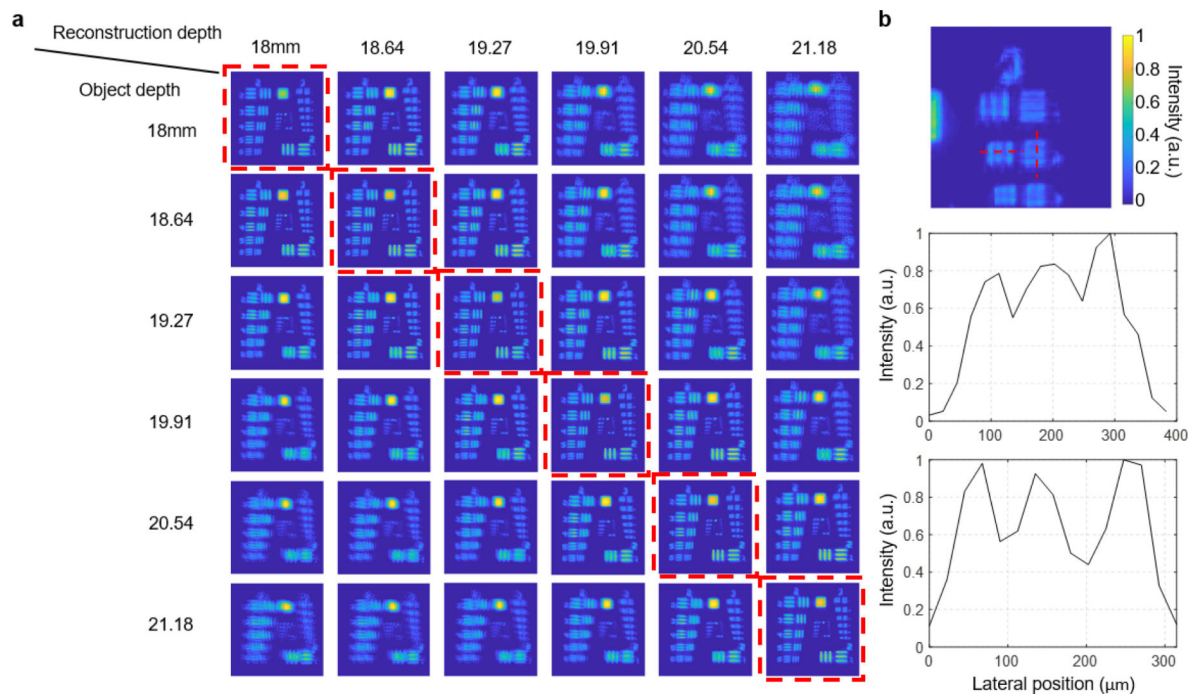 a
Reconstruction depth
18mm 18.64 19.27 19.91 20.54 21.18
Object depth
18mm
18.64
19.27
19.91
20.54
21.18
b
1
0.8
0.6
0.4
0.2
0
Intensity (a.u.)
1
0.8
0.6
0.4
0.2
0
Intensity (a.u.)
0 100 200 300 400
1
0.8
0.6
0.4
0.2
0
Intensity (a.u.)
0 100 200 300
Lateral position (μm)